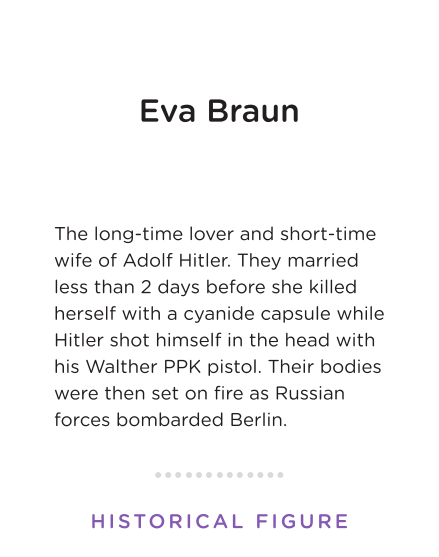 Eva Braun
The long-time lover and short-time
wife of Adolf Hitler. They married
less than 2 days before she killed
herself with a cyanide capsule while
Hitler shot himself in the head with
his Walther PPK pistol. Their bodies
were then set on fire as Russian
forces bombarded Berlin.
HISTORICAL FIGURE